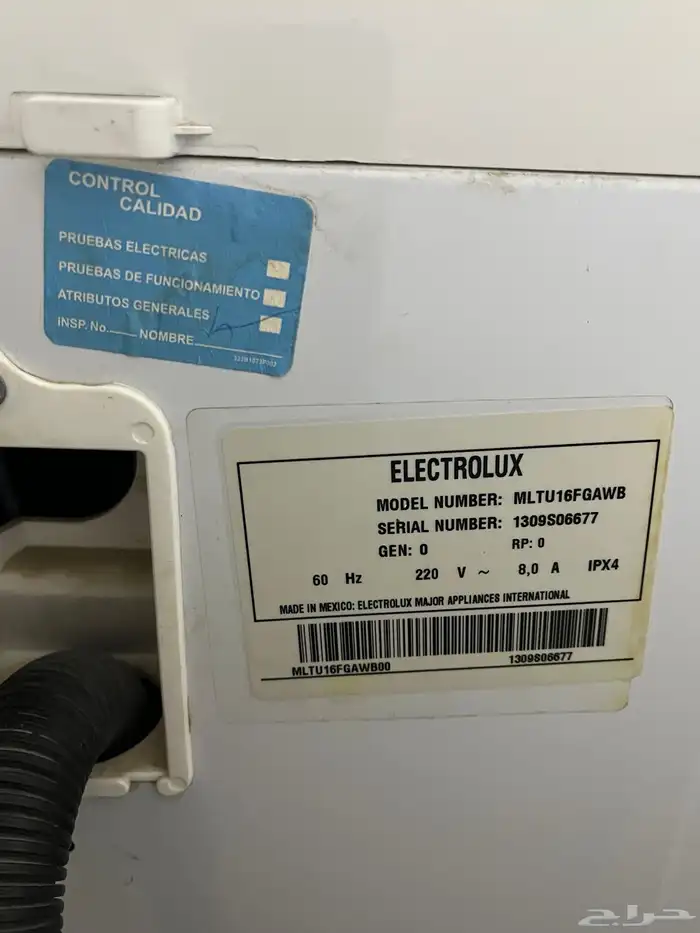 CONTROL
CALIDAD
PRUEBAS ELECTRICAS
PRUEBAS DE FUNCIONAMIENTO
ATRIBUTOS GENERALES
INSP. No.____ NOMBRE____
ELECTROLUX
MODEL NUMBER: MLTU16FGAWB
SERIAL NUMBER: 1309S06677
GEN: 0 RP: 0
60 Hz 220 V ~ 8,0 A IPX4
MADE IN MEXICO: ELECTROLUX MAJOR APPLIANCES INTERNATIONAL
MLTU16FGAWB00 1309S06677
حراج